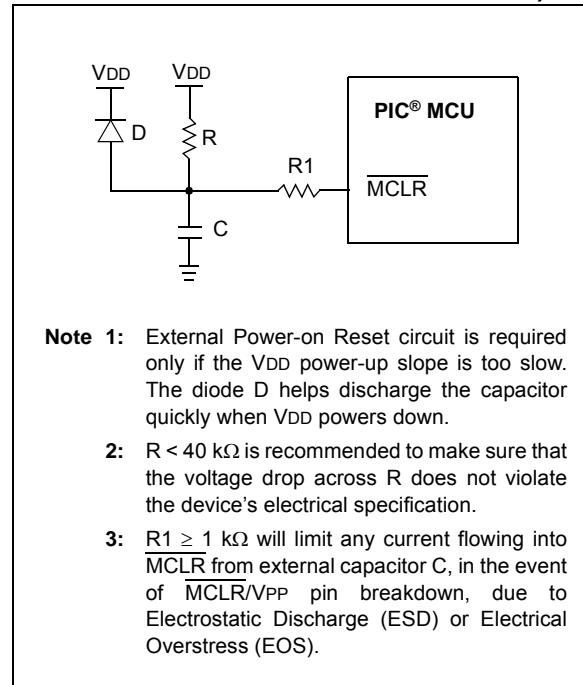 VDD VDD
D
R
R1
C
PIC® MCU
MCLR
Note 1: External Power-on Reset circuit is required
only if the VDD power-up slope is too slow.
The diode D helps discharge the capacitor
quickly when VDD powers down.
2: R < 40 kΩ is recommended to make sure that
the voltage drop across R does not violate
the device's electrical specification.
3: R1 ≥ 1 kΩ will limit any current flowing into
MCLR from external capacitor C, in the event
of MCLR/VPP pin breakdown, due to
Electrostatic Discharge (ESD) or Electrical
Overstress (EOS).